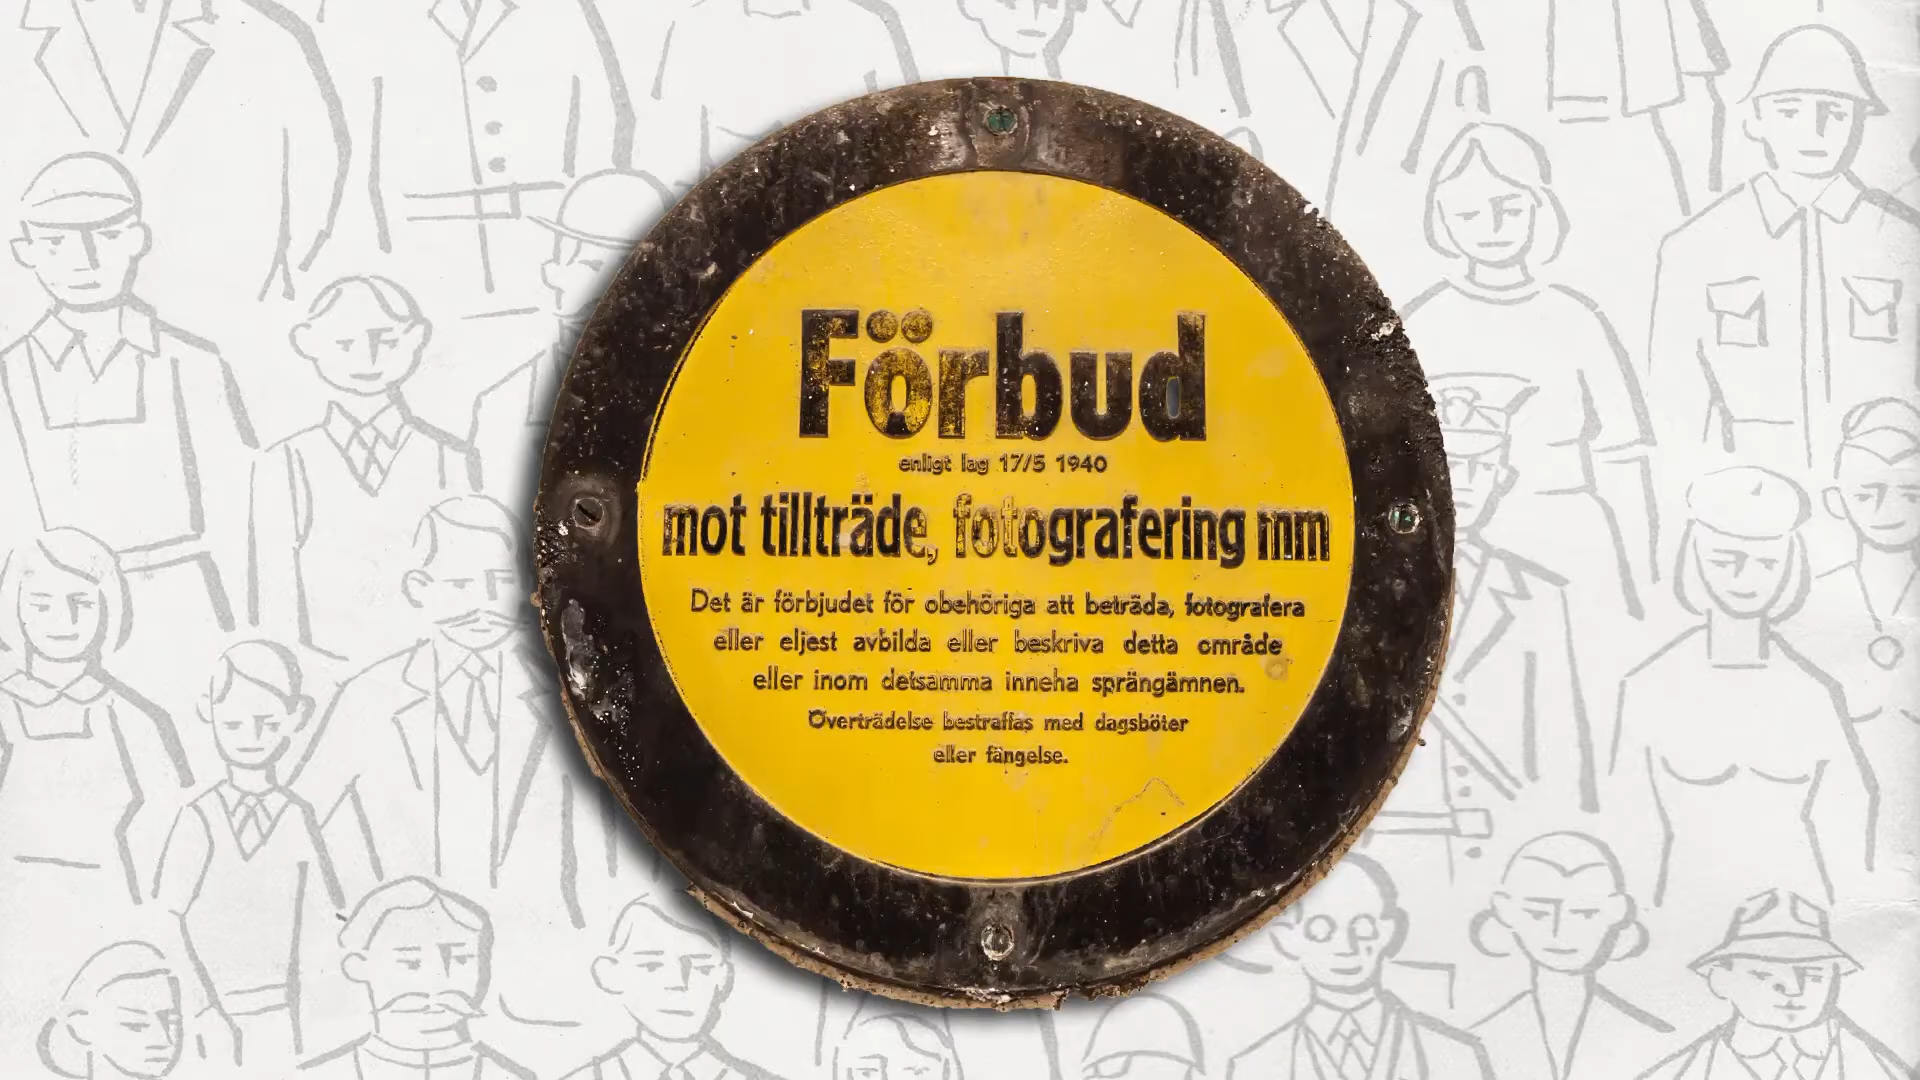 Förbud
enligt lag 17/5 1940
mot tillträde, fotografering mm
Det är förbjudet för obehöriga att beträda, fotografera
eller eljest avbilda eller beskriva detta område
eller inom detsamma inneha sprängämnen.
Överträdelse bestraffas med dagsböter
eller fängelse.